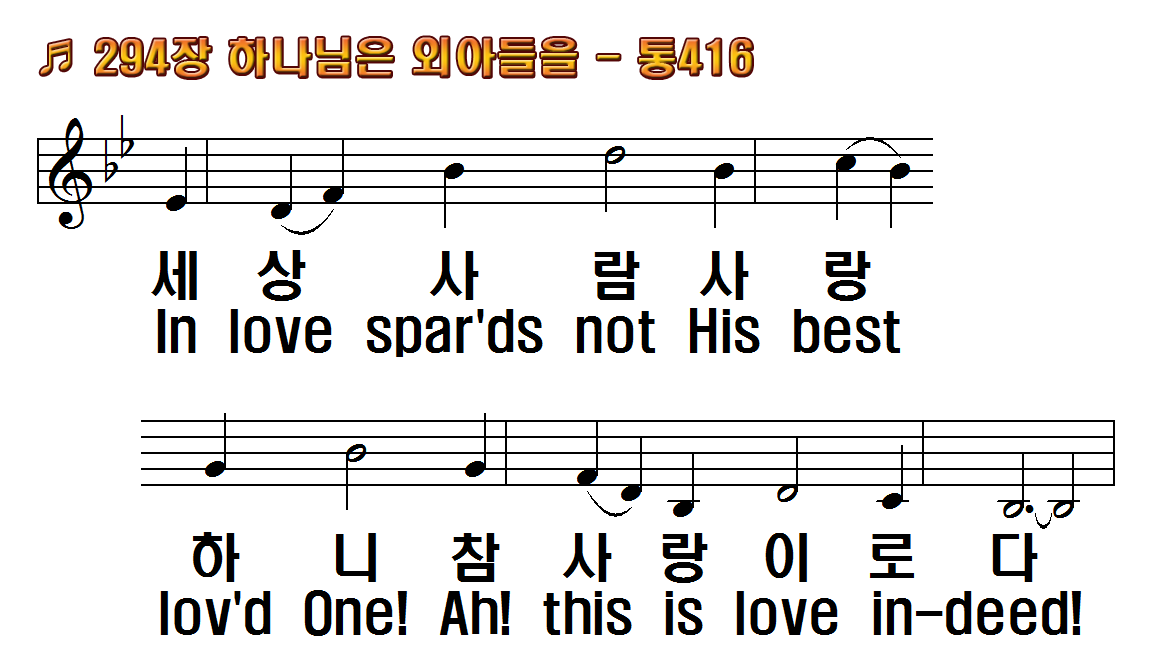 ♬ 294장 하나님은 외아들을 - 통416
세 상 사 람 사 랑
In love spar'ds not His best
하 니 참 사 랑 이 로 다
lov'd One! Ah! this is love in-deed!